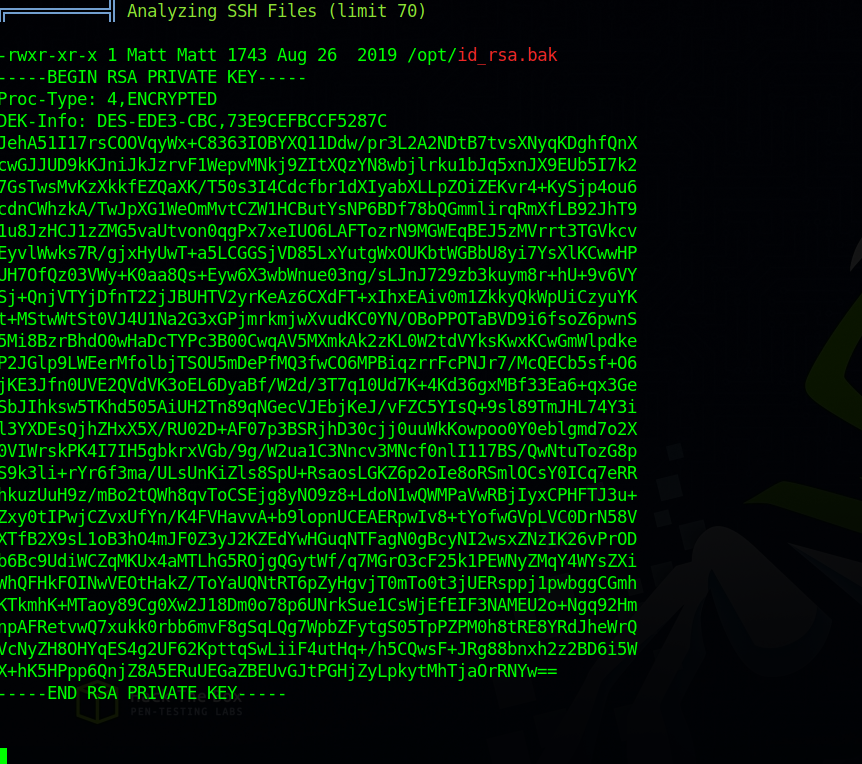 Analyzing SSH Files (limit 70)
-rwxr-xr-x 1 Matt Matt 1743 Aug 26  2019 /opt/id_rsa.bak
-----BEGIN RSA PRIVATE KEY-----
Proc-Type: 4,ENCRYPTED
DEK-Info: DES-EDE3-CBC,73E9CEFBCCF5287C
JehA51I17rsCOOVqyWx+C8363IOBYXQ11Ddw/pr3L2A2NDtB7tvsXNyqKDghfQnX
cwGJJUD9kKJniJkJzrvF1WepvMNkj9ZItXQzYN8wbjlrku1bJq5xnJX9EUb5I7k2
7GsTwsMvKzXkkfEZQaXK/T50s3I4Cdcfbr1dXIyabXLLpZOiZEKvr4+KySjp4ou6
cdnCWhzkA/TwJpXG1WeOmMvtCZW1HCButYsNP6BDf78bQGmmlirqRmXfLB92JhT9
1u8JzHCJ1zZMG5vaUtvon0qgPx7xeIUO6LAFTozrN9MGWEqBEJ5zMVrrt3TGVkcv
EyvlWwks7R/gjxHyUwT+a5LCGGSjVD85LxYutgWxOUKbtWGBbU8yi7YsXlKCwwHP
UH7OfQz03VWy+K0aa8Qs+Eyw6X3wbWnue03ng/sLJnJ729zb3kuym8r+hU+9v6VY
Sj+QnjVTYjDfnT22jJBUHTV2yrKeAz6CXdFT+xIhxEAiv0m1ZkkyQkWpUiCzyuYK
t+MStwWtSt0VJ4U1Na2G3xGPjmrkmjwXvudKC0YN/OBoPPOTaBVD9i6fsoZ6pwnS
5Mi8BzrBhdO0wHaDcTYPc3B00CwqAV5MXmkAk2zKL0W2tdVYksKwxKCwGmWlpdke
P2JGlp9LWEerMfolbjTSOU5mDePfMQ3fwCO6MPBiqzrrFcPNJr7/McQECb5sf+O6
jKE3Jfn0UVE2QVdVK3oEL6DyaBf/W2d/3T7q10Ud7K+4Kd36gxMBf33Ea6+qx3Ge
SbJIhksw5TKhd505AiUH2Tn89qNGecVJEbjKeJ/vFZC5YIsQ+9sl89TmJHL74Y3i
l3YXDEsQjhZHxX5X/RU02D+AF07p3BSRjhD30cjj0uuWkKowpoo0Y0eblgmd7o2X
0VIWrskPK4I7IH5gbkrxVGb/9g/W2ua1C3Nncv3MNcf0nlI117BS/QwNtuTozG8p
S9k3li+rYr6f3ma/ULsUnKiZls8SpU+RsaosLGKZ6p2oIe8oRSmlOCsY0ICq7eRR
hkuzUuH9z/mBo2tQWh8qvToCSEjg8yNO9z8+LdoN1wQWMPaVwRBjIyxCPHFTJ3u+
Zxy0tIPwjCZvxUfYn/K4FVHavvA+b9lopnUCEAERpwIv8+tYofwGVpLVC0DrN58V
XTfB2X9sL1oB3hO4mJF0Z3yJ2KZEdYwHGuqNTFagN0gBcyNI2wsxZNzIK26vPrOD
b6Bc9UdiWCZqMKUx4aMTLhG5ROjgQGytWf/q7MGrO3cF25k1PEWNyZMqY4WYsZXi
WhQFHkFOINwVEOtHakZ/ToYaUQNtRT6pZyHgvjT0mTo0t3jUERsppj1pwbggCGmh
KTkmhK+MTaoy89Cg0Xw2J18Dm0o78p6UNrkSue1CsWjEfEIF3NAMEU2o+Ngq92Hm
npAFRetvwQ7xukk0rbb6mvF8gSqLQg7WpbZFytgS05TpPZPM0h8tRE8YRdJheWrQ
VcNyZH8OHYqES4g2UF62KpttqSwLiiF4utHq+/h5CQwsF+JRg88bnxh2z2BD6i5W
X+hK5HPpp6QnjZ8A5ERuUEGaZBEUvGJtPGHjZyLpkytMhTjaOrRNYw==
-----END RSA PRIVATE KEY-----
PEN-TESTING LABS